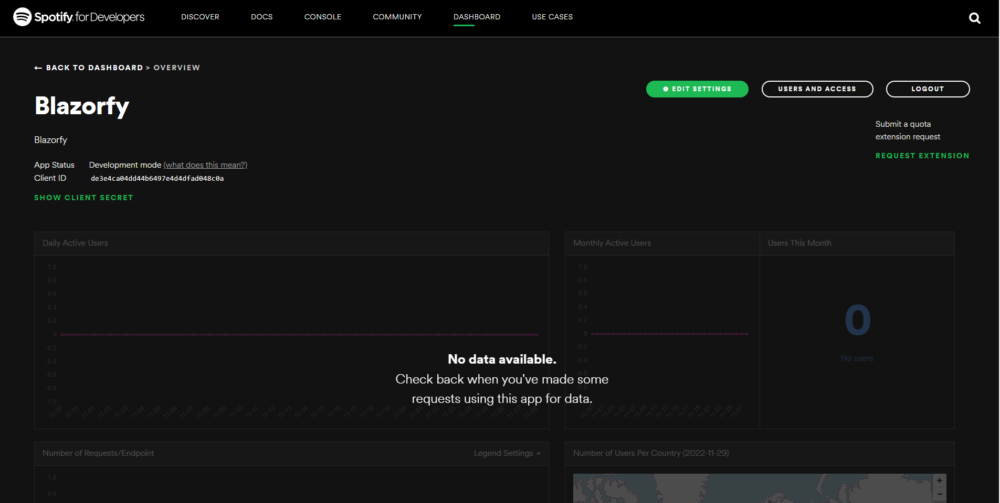 Spotify for Developers
DISCOVER DOCS CONSOLE COMMUNITY DASHBOARD USE CASES
← BACK TO DASHBOARD > OVERVIEW
EDIT SETTINGS USERS AND ACCESS LOGOUT
Blazorfy
Submit a quota
extension request
Blazorfy
REQUEST EXTENSION
App Status Development mode (what does this mean?)
Client ID de3e4ca04dd44b6497e4d4dfad048c0a
SHOW CLIENT SECRET
Daily Active Users
1.0
0.8
0.6
0.4
0.2
0
-0.2
-0.4
-0.6
-0.8
-1.0
10-30 10-31 11-01 11-02 11-03 11-04 11-05 11-06 11-07 11-08 11-09 11-10 11-11 11-12 11-13 11-14 11-15 11-16 11-17 11-18 11-19 11-20 11-21 11-22 11-23 11-24 11-25 11-26 11-27 11-28
Monthly Active Users
1.0
0.8
0.6
0.4
0.2
0
-0.2
-0.4
-0.6
-0.8
10-30 11-01 11-03 11-05 11-07 11-09 11-11 11-13 11-15 11-17 11-19 11-21 11-23 11-25 11-27
Users This Month
0
No users
No data available.
Check back when you've made some
requests using this app for data.
Number of Requests/Endpoint Legend Settings
1.0
0.8
Number of Users Per Country (2022-11-29)
+
−